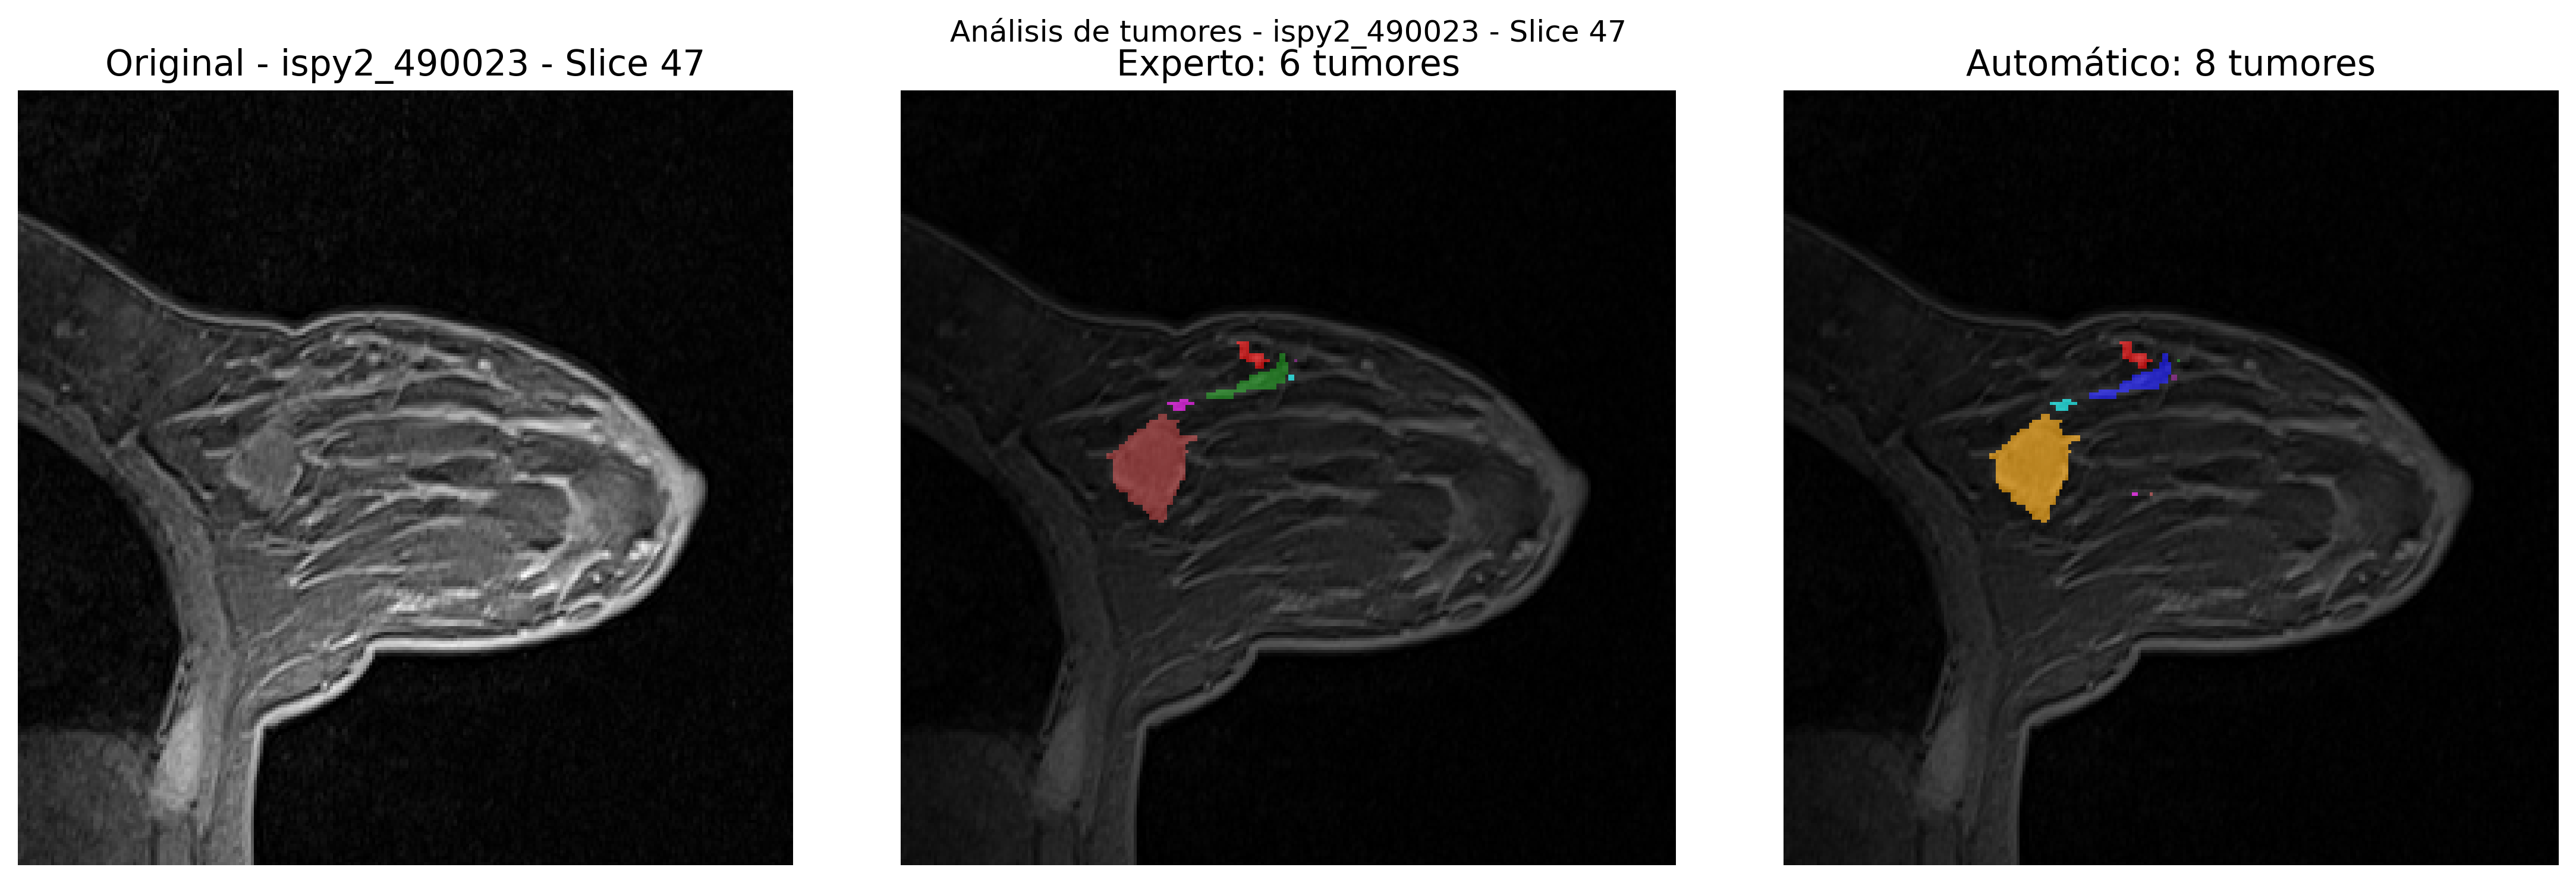 Análisis de tumores - ispy2_490023 - Slice 47
Original - ispy2_490023 - Slice 47
Experto: 6 tumores
Automático: 8 tumores